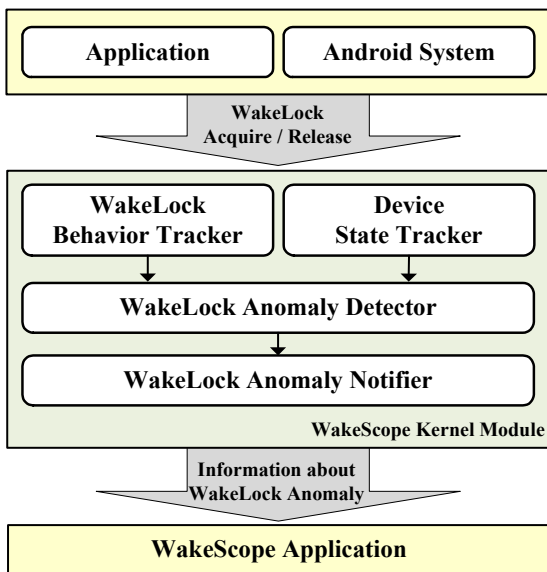 Application
Android System
WakeLock
Acquire / Release
WakeLock
Behavior Tracker
Device
State Tracker
WakeLock Anomaly Detector
WakeLock Anomaly Notifier
WakeScope Kernel Module
Information about
WakeLock Anomaly
WakeScope Application